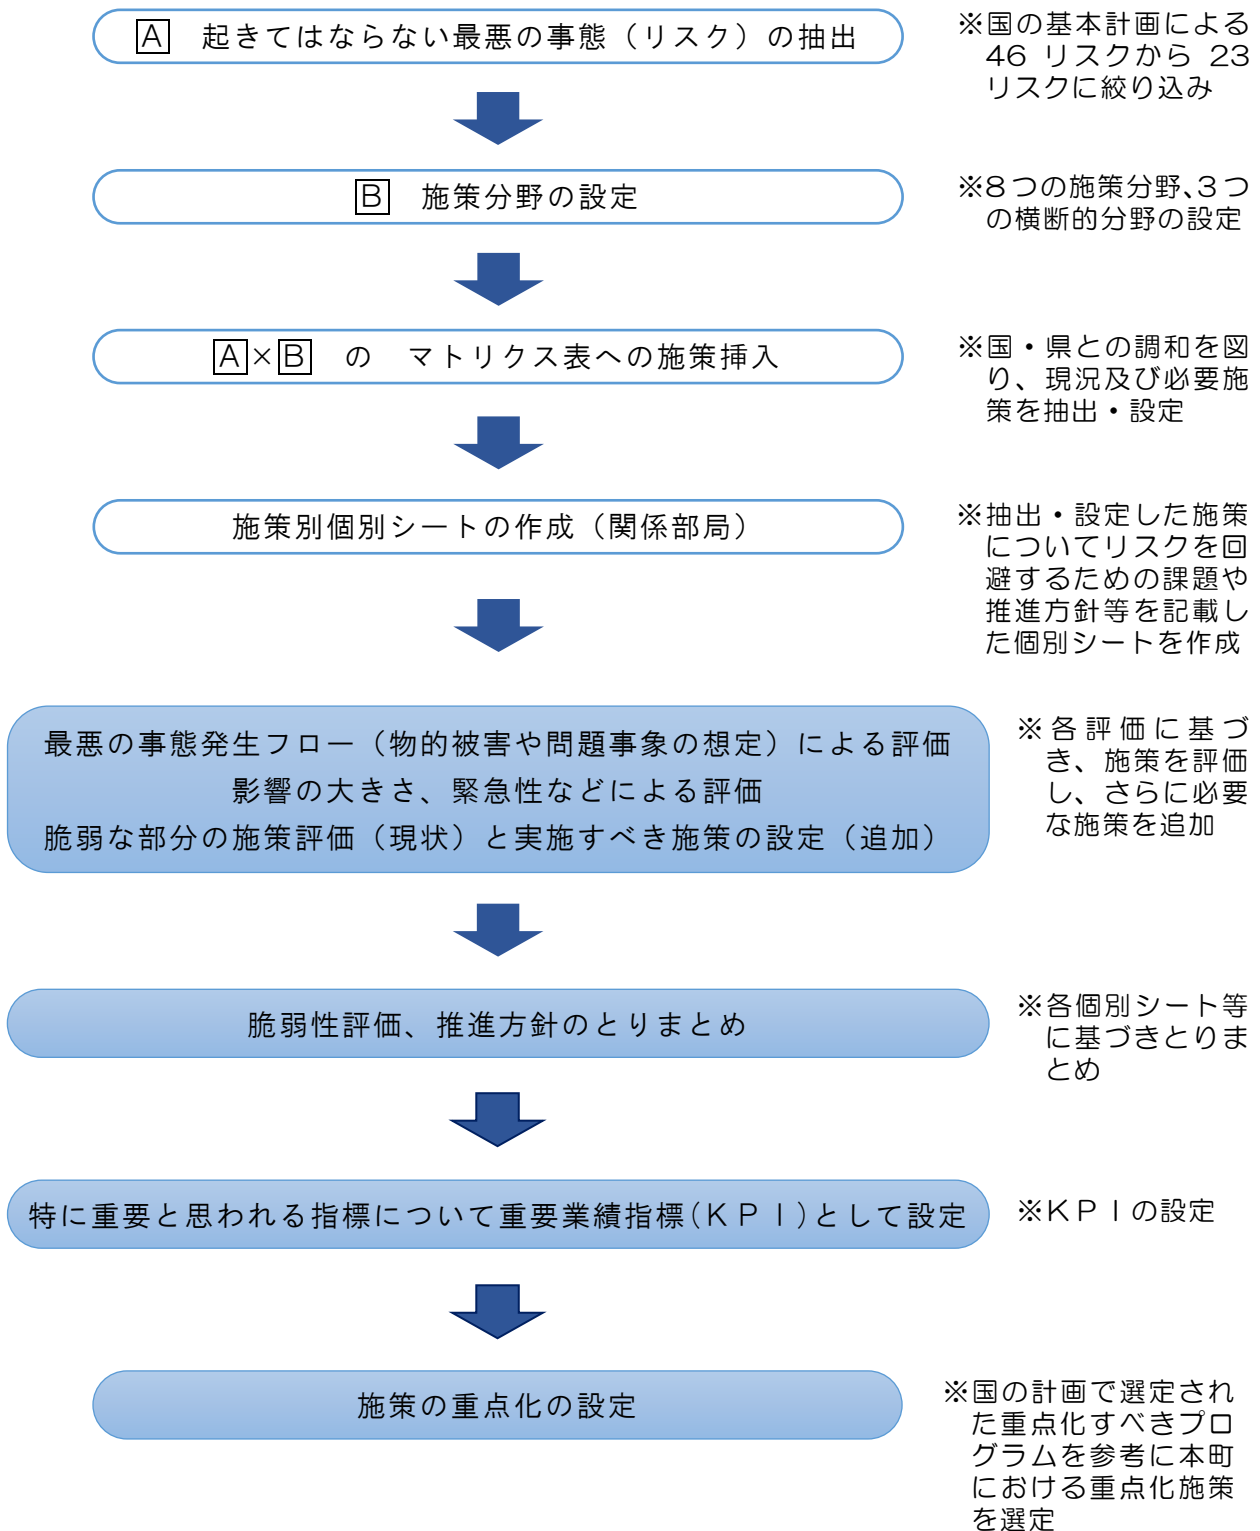 A 起きてはならない最悪の事態（リスク）の抽出
※国の基本計画による
46 リスクから 23
リスクに絞り込み
B 施策分野の設定
※８つの施策分野、３つ
の横断的分野の設定
A×B の マトリクス表への施策挿入
※国・県との調和を図
り、現況及び必要施
策を抽出・設定
施策別個別シートの作成（関係部局）
※抽出・設定した施策
についてリスクを回
避するための課題や
推進方針等を記載し
た個別シートを作成
最悪の事態発生フロー（物的被害や問題事象の想定）による評価
影響の大きさ、緊急性などによる評価
脆弱な部分の施策評価（現状）と実施すべき施策の設定（追加）
※各評価に基づ
き、施策を評価
し、さらに必要
な施策を追加
脆弱性評価、推進方針のとりまとめ
※各個別シート等
に基づきとりま
とめ
特に重要と思われる指標について重要業績指標(ＫＰＩ)として設定
※ＫＰＩの設定
施策の重点化の設定
※国の計画で選定され
た重点化すべきプロ
グラムを参考に本町
における重点化施策
を選定